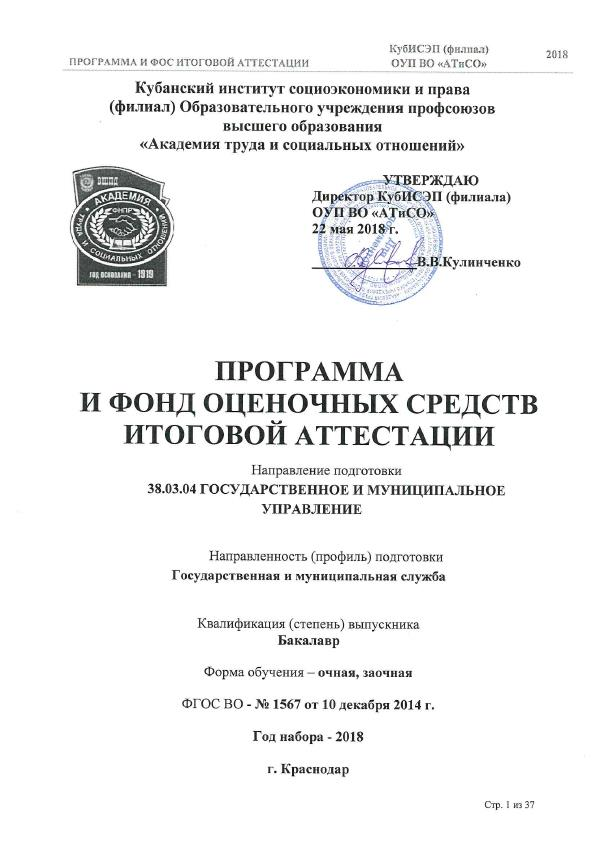 ПРОГРАММА И ФОС ИТОГОВОЙ АТТЕСТАЦИИ
КубИСЭП (филиал)
ОУП ВО «АТиСО»
2018
Кубанский институт социоэкономики и права
(филиал) Образовательного учреждения профсоюзов
высшего образования
«Академия труда и социальных отношений»
ВШПД
АКАДЕМИЯ
ФНПР
ТРУДА И СОЦИАЛЬНЫХ ОТНОШЕНИЙ
ГОД ОСНОВАНИЯ - 1919
УТВЕРЖДАЮ
Директор КубИСЭП (филиала)
ОУП ВО «АТиСО»
22 мая 2018 г.
В.В.Кулинченко
ПРОГРАММА
И ФОНД ОЦЕНОЧНЫХ СРЕДСТВ
ИТОГОВОЙ АТТЕСТАЦИИ
Направление подготовки
38.03.04 ГОСУДАРСТВЕННОЕ И МУНИЦИПАЛЬНОЕ
УПРАВЛЕНИЕ
Направленность (профиль) подготовки
Государственная и муниципальная служба
Квалификация (степень) выпускника
Бакалавр
Форма обучения – очная, заочная
ФГОС ВО - № 1567 от 10 декабря 2014 г.
Год набора - 2018
г. Краснодар
Стр. 1 из 37